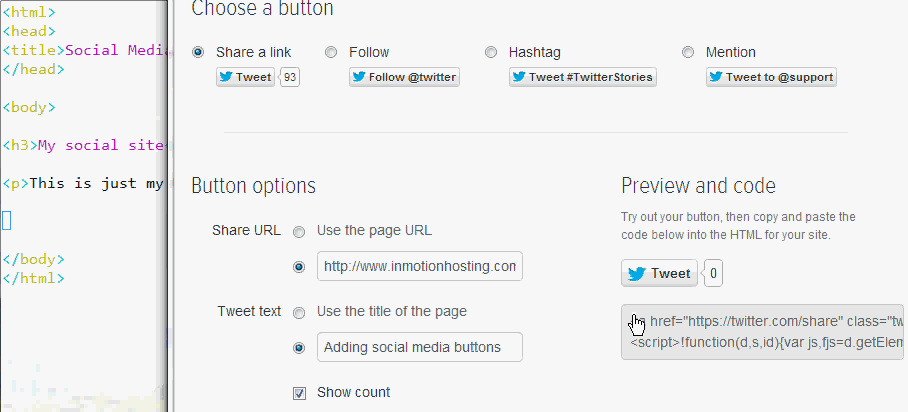 <html>
<head>
<title>Social Media
</head>
<body>
<h3>My social site
<p>This is just my
</body>
</html>
Choose a button
Share a link
Follow
Hashtag
Mention
Tweet 93
Follow @twitter
Tweet #TwitterStories
Tweet to @support
Button options
Share URL
Use the page URL
http://www.inmotionhosting.com
Tweet text
Use the title of the page
Adding social media buttons
Show count
Preview and code
Try out your button, then copy and paste the
code below into the HTML for your site.
Tweet 0
href="https://twitter.com/share" class="tw
<script>!function(d,s,id){var js,fjs=d.getElem